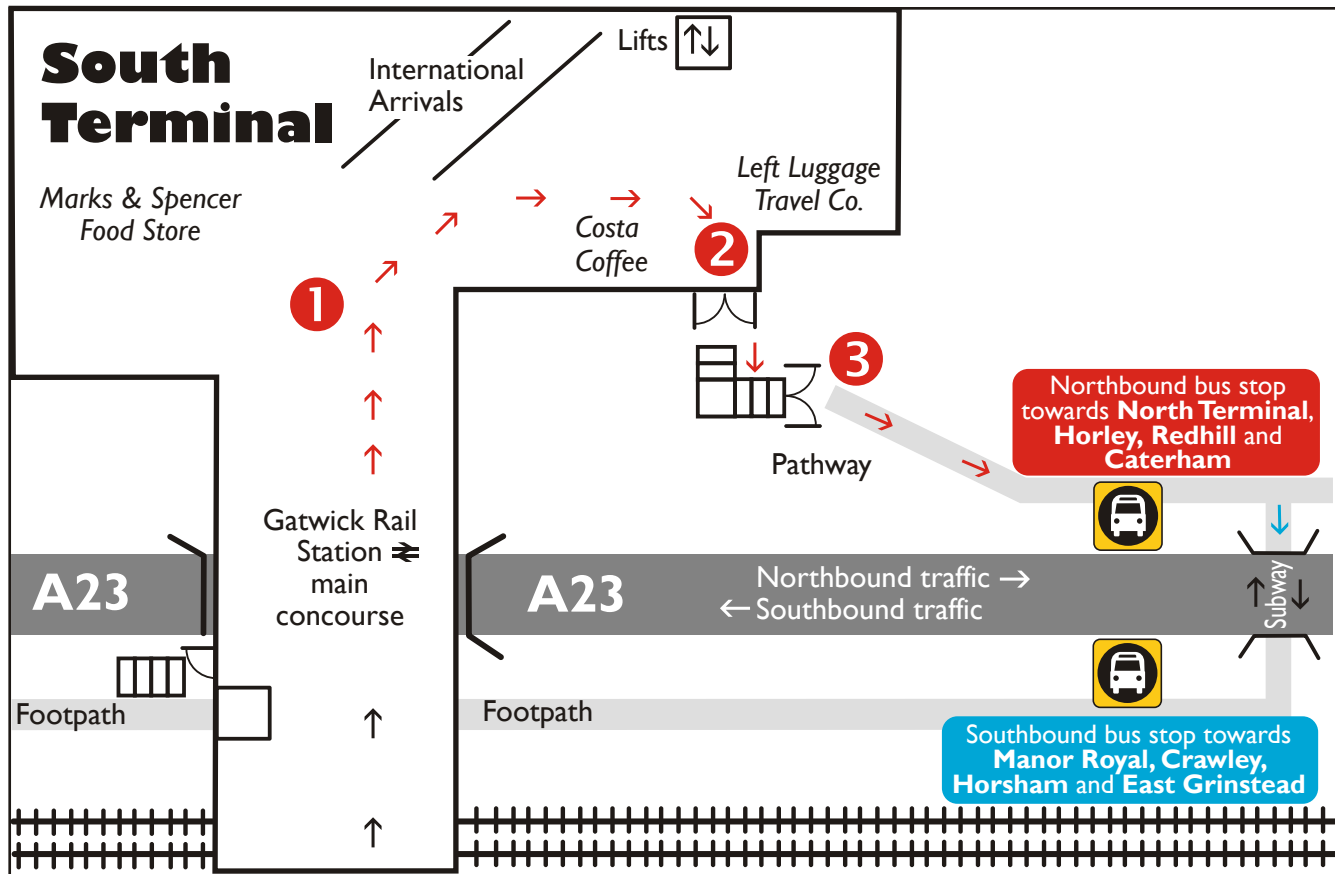 South
Terminal
International
Arrivals
Lifts
Marks & Spencer
Food Store
Left Luggage
Travel Co.
Costa
Coffee
1
2
3
Pathway
Northbound bus stop
towards North Terminal,
Horley, Redhill and
Caterham
Gatwick Rail
Station
main
concourse
A23
A23
Northbound traffic →
← Southbound traffic
Subway
Footpath
Footpath
Southbound bus stop towards
Manor Royal, Crawley,
Horsham and East Grinstead